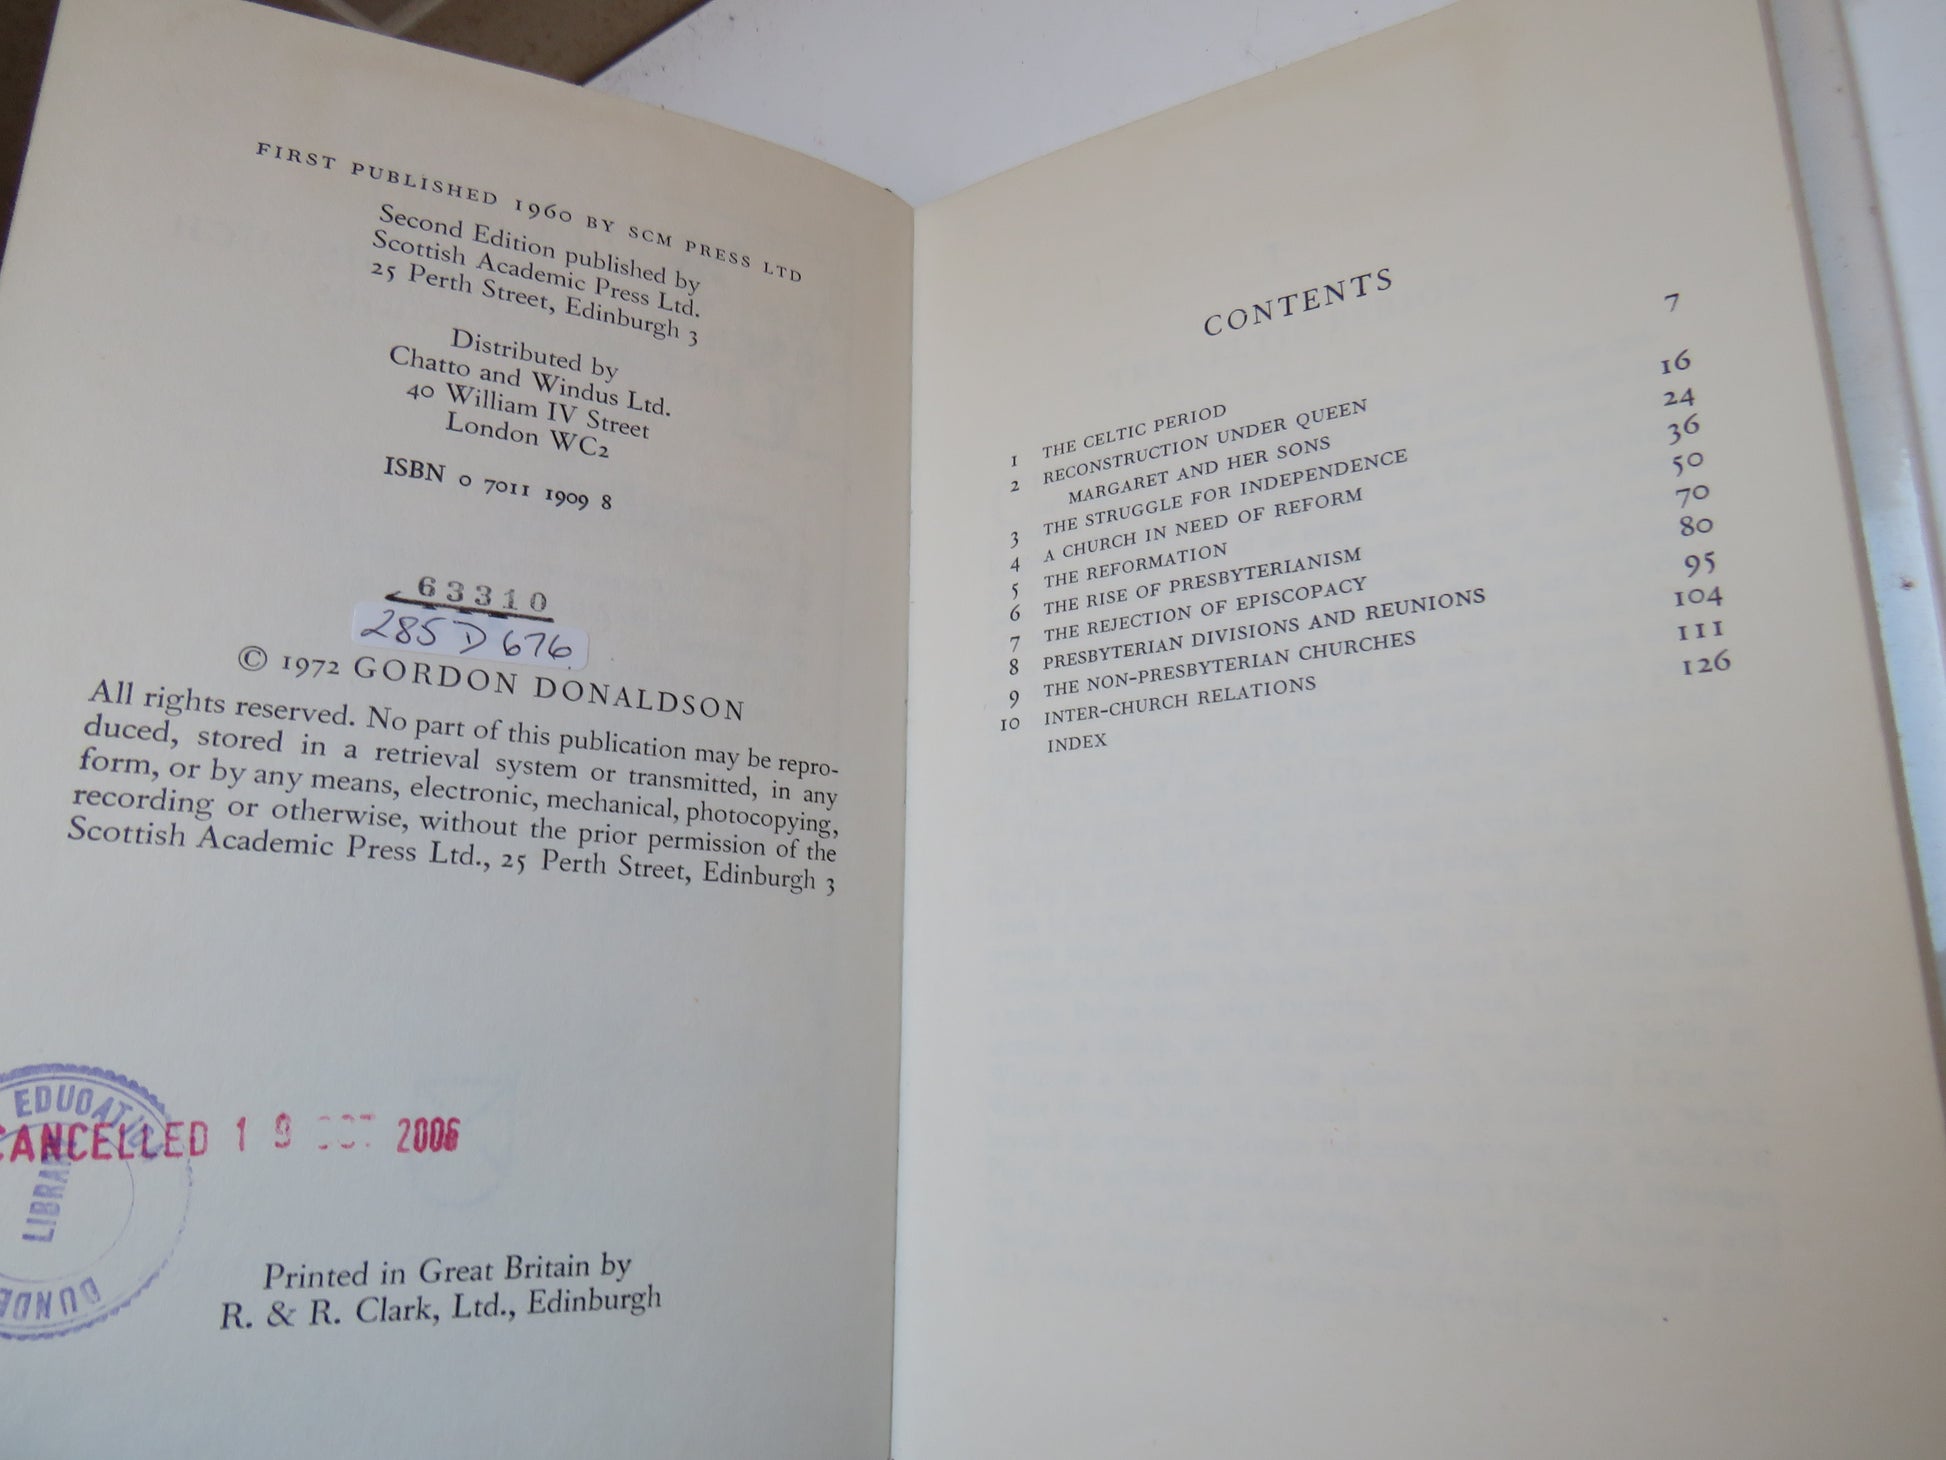 FIRST PUBLISHED 1960 BY SCM PRESS LTD
Second Edition published by
Scottish Academic Press Ltd.
25 Perth Street, Edinburgh 3
Distributed by
Chatto and Windus Ltd.
40 William IV Street
London WC2
ISBN 0 7011 1909 8
63310
285 D 676
© 1972 GORDON DONALDSON
All rights reserved. No part of this publication may be repro-
duced, stored in a retrieval system or transmitted, in any
form, or by any means, electronic, mechanical, photocopying,
recording or otherwise, without the prior permission of the
Scottish Academic Press Ltd., 25 Perth Street, Edinburgh 3
CANCELLED 19 OCT 2006
LIBRAR
Printed in Great Britain by
R. & R. Clark, Ltd., Edinburgh
CONTENTS
1 THE CELTIC PERIOD 7
2 RECONSTRUCTION UNDER QUEEN
MARGARET AND HER SONS 16
3 THE STRUGGLE FOR INDEPENDENCE 24
4 A CHURCH IN NEED OF REFORM 36
5 THE REFORMATION 50
6 THE RISE OF PRESBYTERIANISM 70
7 THE REJECTION OF EPISCOPACY 80
8 PRESBYTERIAN DIVISIONS AND REUNIONS 95
9 THE NON-PRESBYTERIAN CHURCHES 104
10 INTER-CHURCH RELATIONS 111
INDEX 126